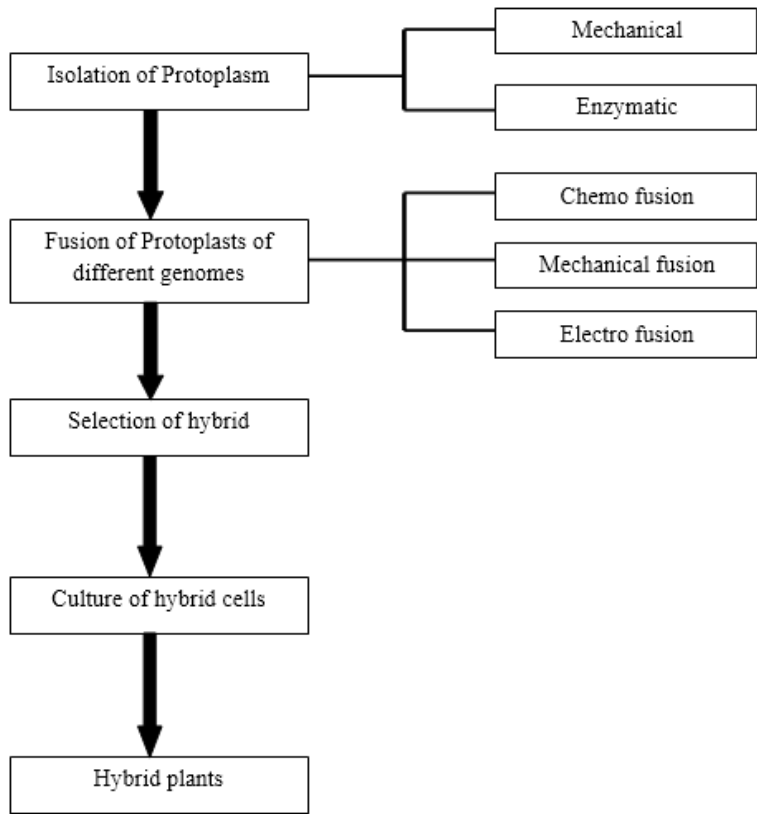 Mechanical
Isolation of Protoplasm
Enzymatic
Chemo fusion
Fusion of Protoplasts of
different genomes
Mechanical fusion
Electro fusion
Selection of hybrid
Culture of hybrid cells
Hybrid plants